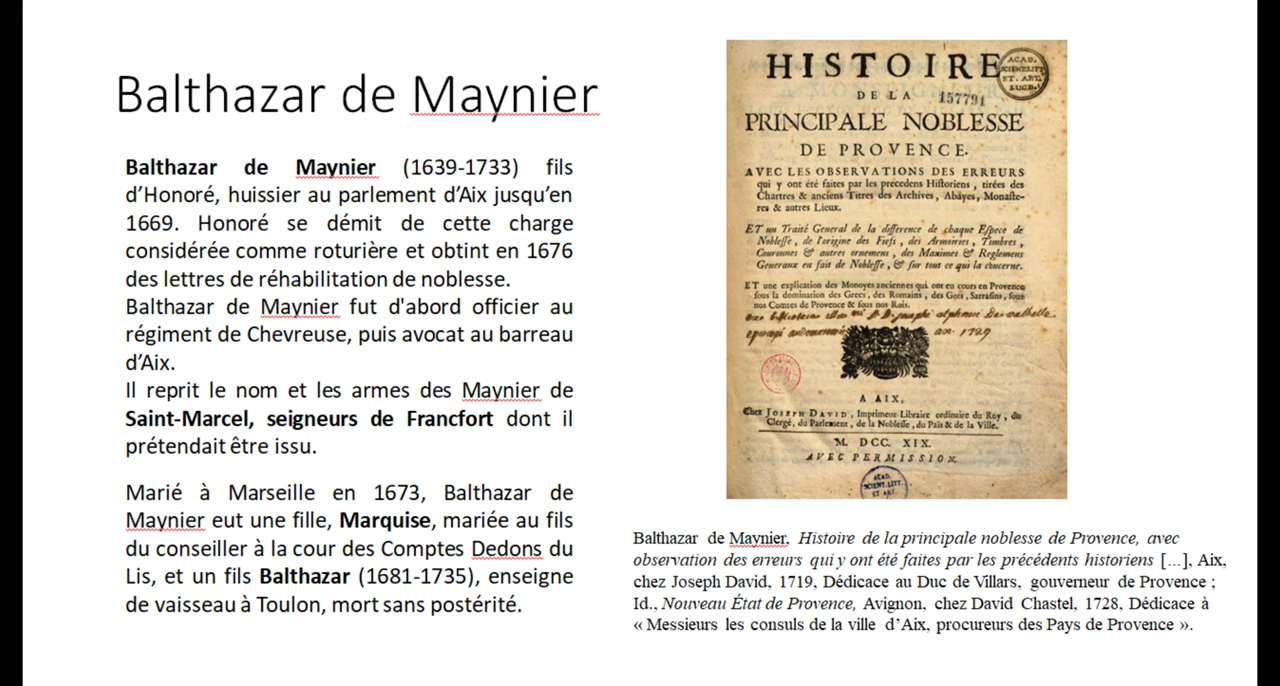 Balthazar de Maynier
Balthazar de Maynier (1639-1733) fils
d’Honoré, huissier au parlement d’Aix jusqu’en
1669. Honoré se démit de cette charge
considérée comme roturière et obtint en 1676
des lettres de réhabilitation de noblesse.
Balthazar de Maynier fut d'abord officier au
régiment de Chevreuse, puis avocat au barreau
d’Aix.
Il reprit le nom et les armes des Maynier de
Saint-Marcel, seigneurs de Francfort dont il
prétendait être issu.
Marié à Marseille en 1673, Balthazar de
Maynier eut une fille, Marquise, mariée au fils
du conseiller à la cour des Comptes Dedons du
Lis, et un fils Balthazar (1681-1735), enseigne
de vaisseau à Toulon, mort sans postérité.
HISTOIRE
ACAD.
ET. ART.
LUGD.
DE LA
157791
PRINCIPALE NOBLESSE
DE PROVENCE.
AVEC LES OBSERVATIONS DES ERREURS
qui y ont été faites par les précedens Historiens, tirées des
Chartres & anciens Titres des Archives, Abâyes, Monaste-
res & autres Lieux.
ET un Traité General de la difference de chaque Espece de
Noblesse, de l'origine des Fiefs, des Armoiries, Timbres,
Couronnes & autres ornemens, des Maximes & Reglemens
Generaux en fait de Noblesse, & sur tout ce qui la concerne.
ET une explication des Monoyes anciennes qui ont eu cours en Provence
sous la domination des Grecs, des Romains, des Gots, Sarrasins, sous
nos Comtes de Provence & sous nos Rois.
an. 1729
A AIX,
Chez JOSEPH DAVID, Imprimeur-Libraire ordinaire du Roy, du
Clergé, du Parlement, de la Noblesse, du Païs & de la Ville.
M. DCC. XIX.
AVEC PERMISSION.
ACAD.
SCIENT. LITT.
ET ART.
Balthazar de Maynier, Histoire de la principale noblesse de Provence, avec
observation des erreurs qui y ont été faites par les précédents historiens [...], Aix,
chez Joseph David, 1719, Dédicace au Duc de Villars, gouverneur de Provence ;
Id., Nouveau État de Provence, Avignon, chez David Chastel, 1728, Dédicace à
« Messieurs les consuls de la ville d’Aix, procureurs des Pays de Provence ».